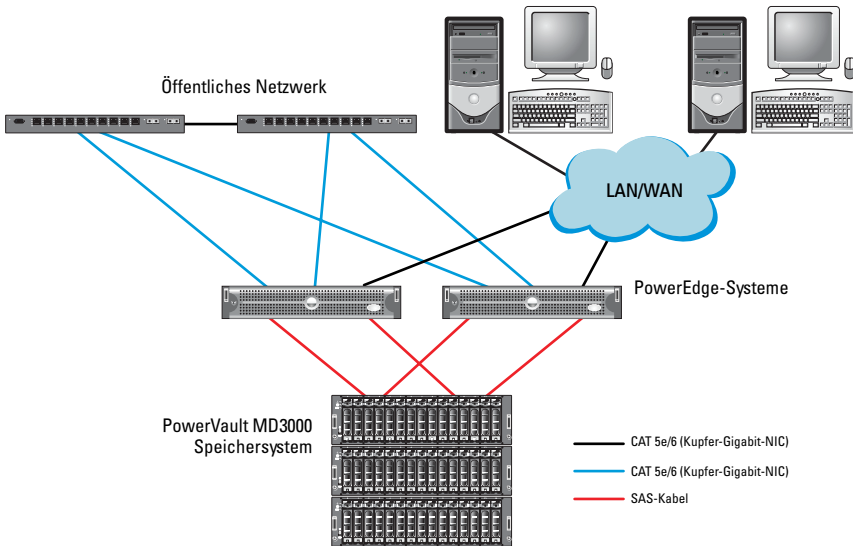 Öffentliches Netzwerk
LAN/WAN
PowerEdge-Systeme
PowerVault MD3000
Speichersystem
CAT 5e/6 (Kupfer-Gigabit-NIC)
CAT 5e/6 (Kupfer-Gigabit-NIC)
SAS-Kabel